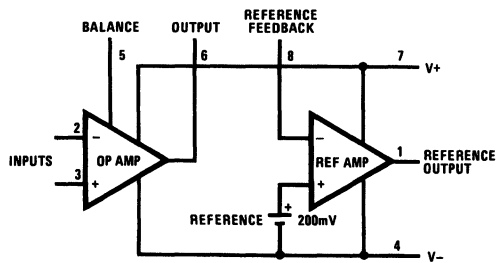 BALANCE
OUTPUT
REFERENCE
FEEDBACK
5
6
8
7
V+
2
−
INPUTS
OP AMP
3
+
−
REF AMP
+
1
REFERENCE
OUTPUT
REFERENCE
+
200mV
4
V−